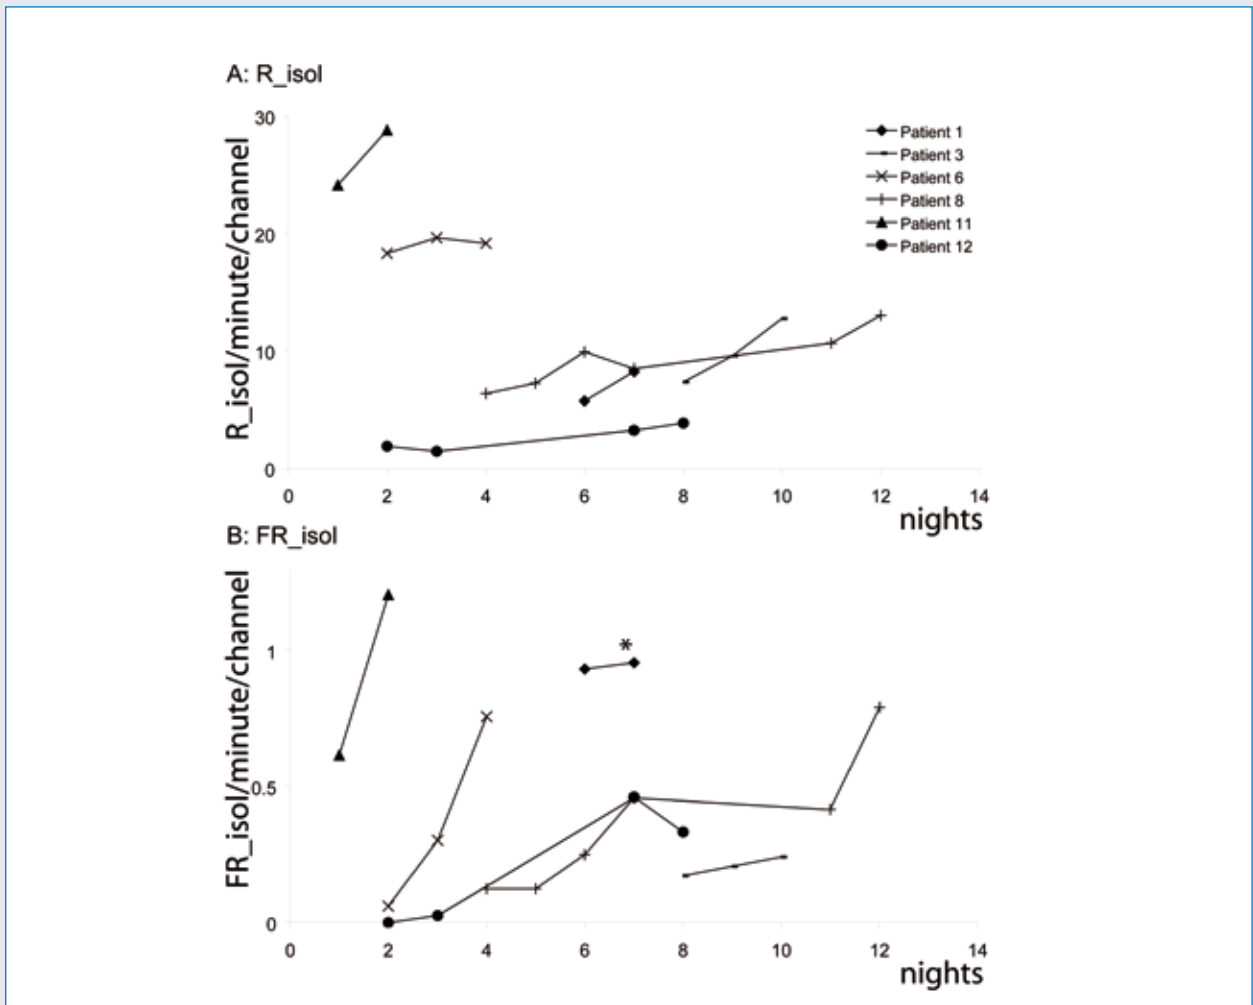 A: R_isol
R_isol/minute/channel
30
20
10
0
0 2 4 6 8 10 12 14
nights
Patient 1
Patient 3
Patient 6
Patient 8
Patient 11
Patient 12
B: FR_isol
FR_isol/minute/channel
1
0.5
0
*
0 2 4 6 8 10 12 14
nights